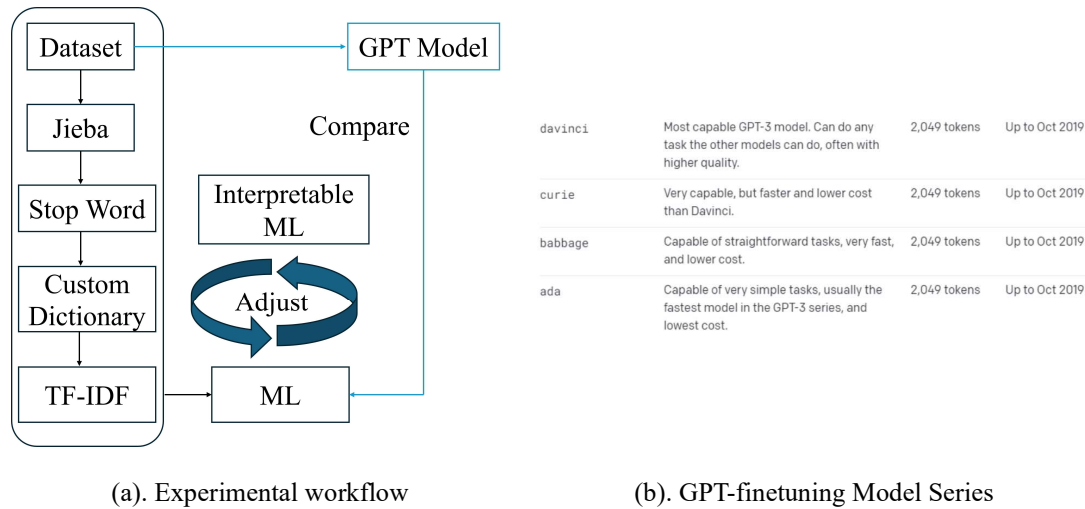 Dataset
GPT Model
Jieba
Compare
Stop Word
Interpretable
ML
Custom
Dictionary
Adjust
TF-IDF
ML
davinci
Most capable GPT-3 model. Can do any
task the other models can do, often with
higher quality.
2,049 tokens
Up to Oct 2019
curie
Very capable, but faster and lower cost
than Davinci.
2,049 tokens
Up to Oct 2019
babbage
Capable of straightforward tasks, very fast,
and lower cost.
2,049 tokens
Up to Oct 2019
ada
Capable of very simple tasks, usually the
fastest model in the GPT-3 series, and
lowest cost.
2,049 tokens
Up to Oct 2019
(a). Experimental workflow
(b). GPT-finetuning Model Series